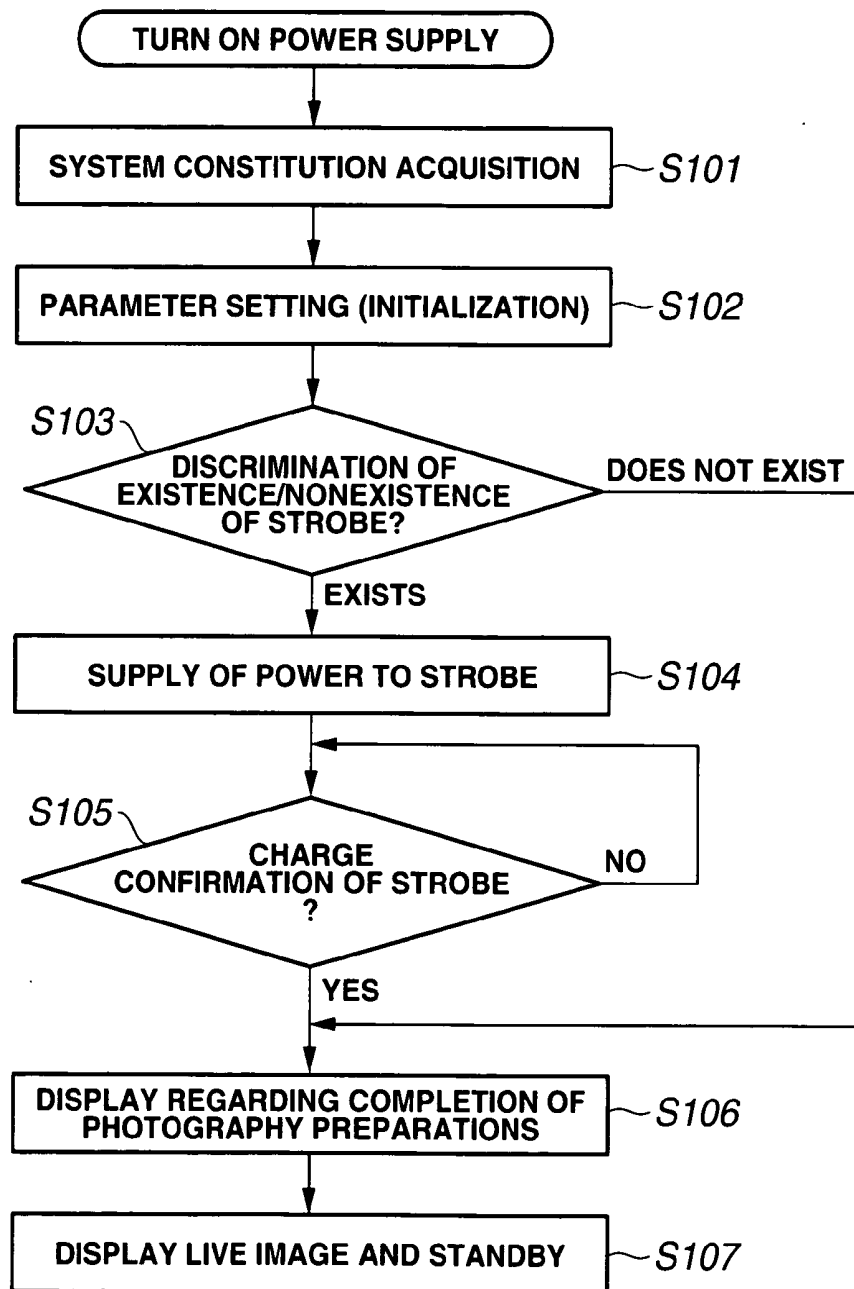 TURN ON POWER SUPPLY
SYSTEM CONSTITUTION ACQUISITION
S101
PARAMETER SETTING (INITIALIZATION)
S102
S103
DISCRIMINATION OF
EXISTENCE/NONEXISTENCE
OF STROBE?
DOES NOT EXIST
EXISTS
SUPPLY OF POWER TO STROBE
S104
S105
CHARGE
CONFIRMATION OF STROBE
?
NO
YES
DISPLAY REGARDING COMPLETION OF
PHOTOGRAPHY PREPARATIONS
S106
DISPLAY LIVE IMAGE AND STANDBY
S107